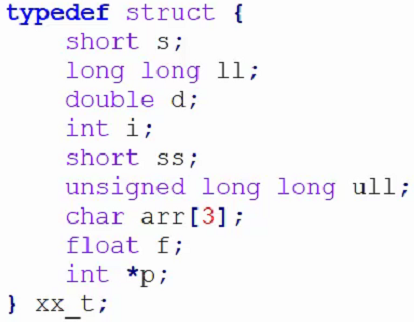 typedef struct {
    short s;
    long long ll;
    double d;
    int i;
    short ss;
    unsigned long long ull;
    char arr[3];
    float f;
    int *p;
} xx_t;